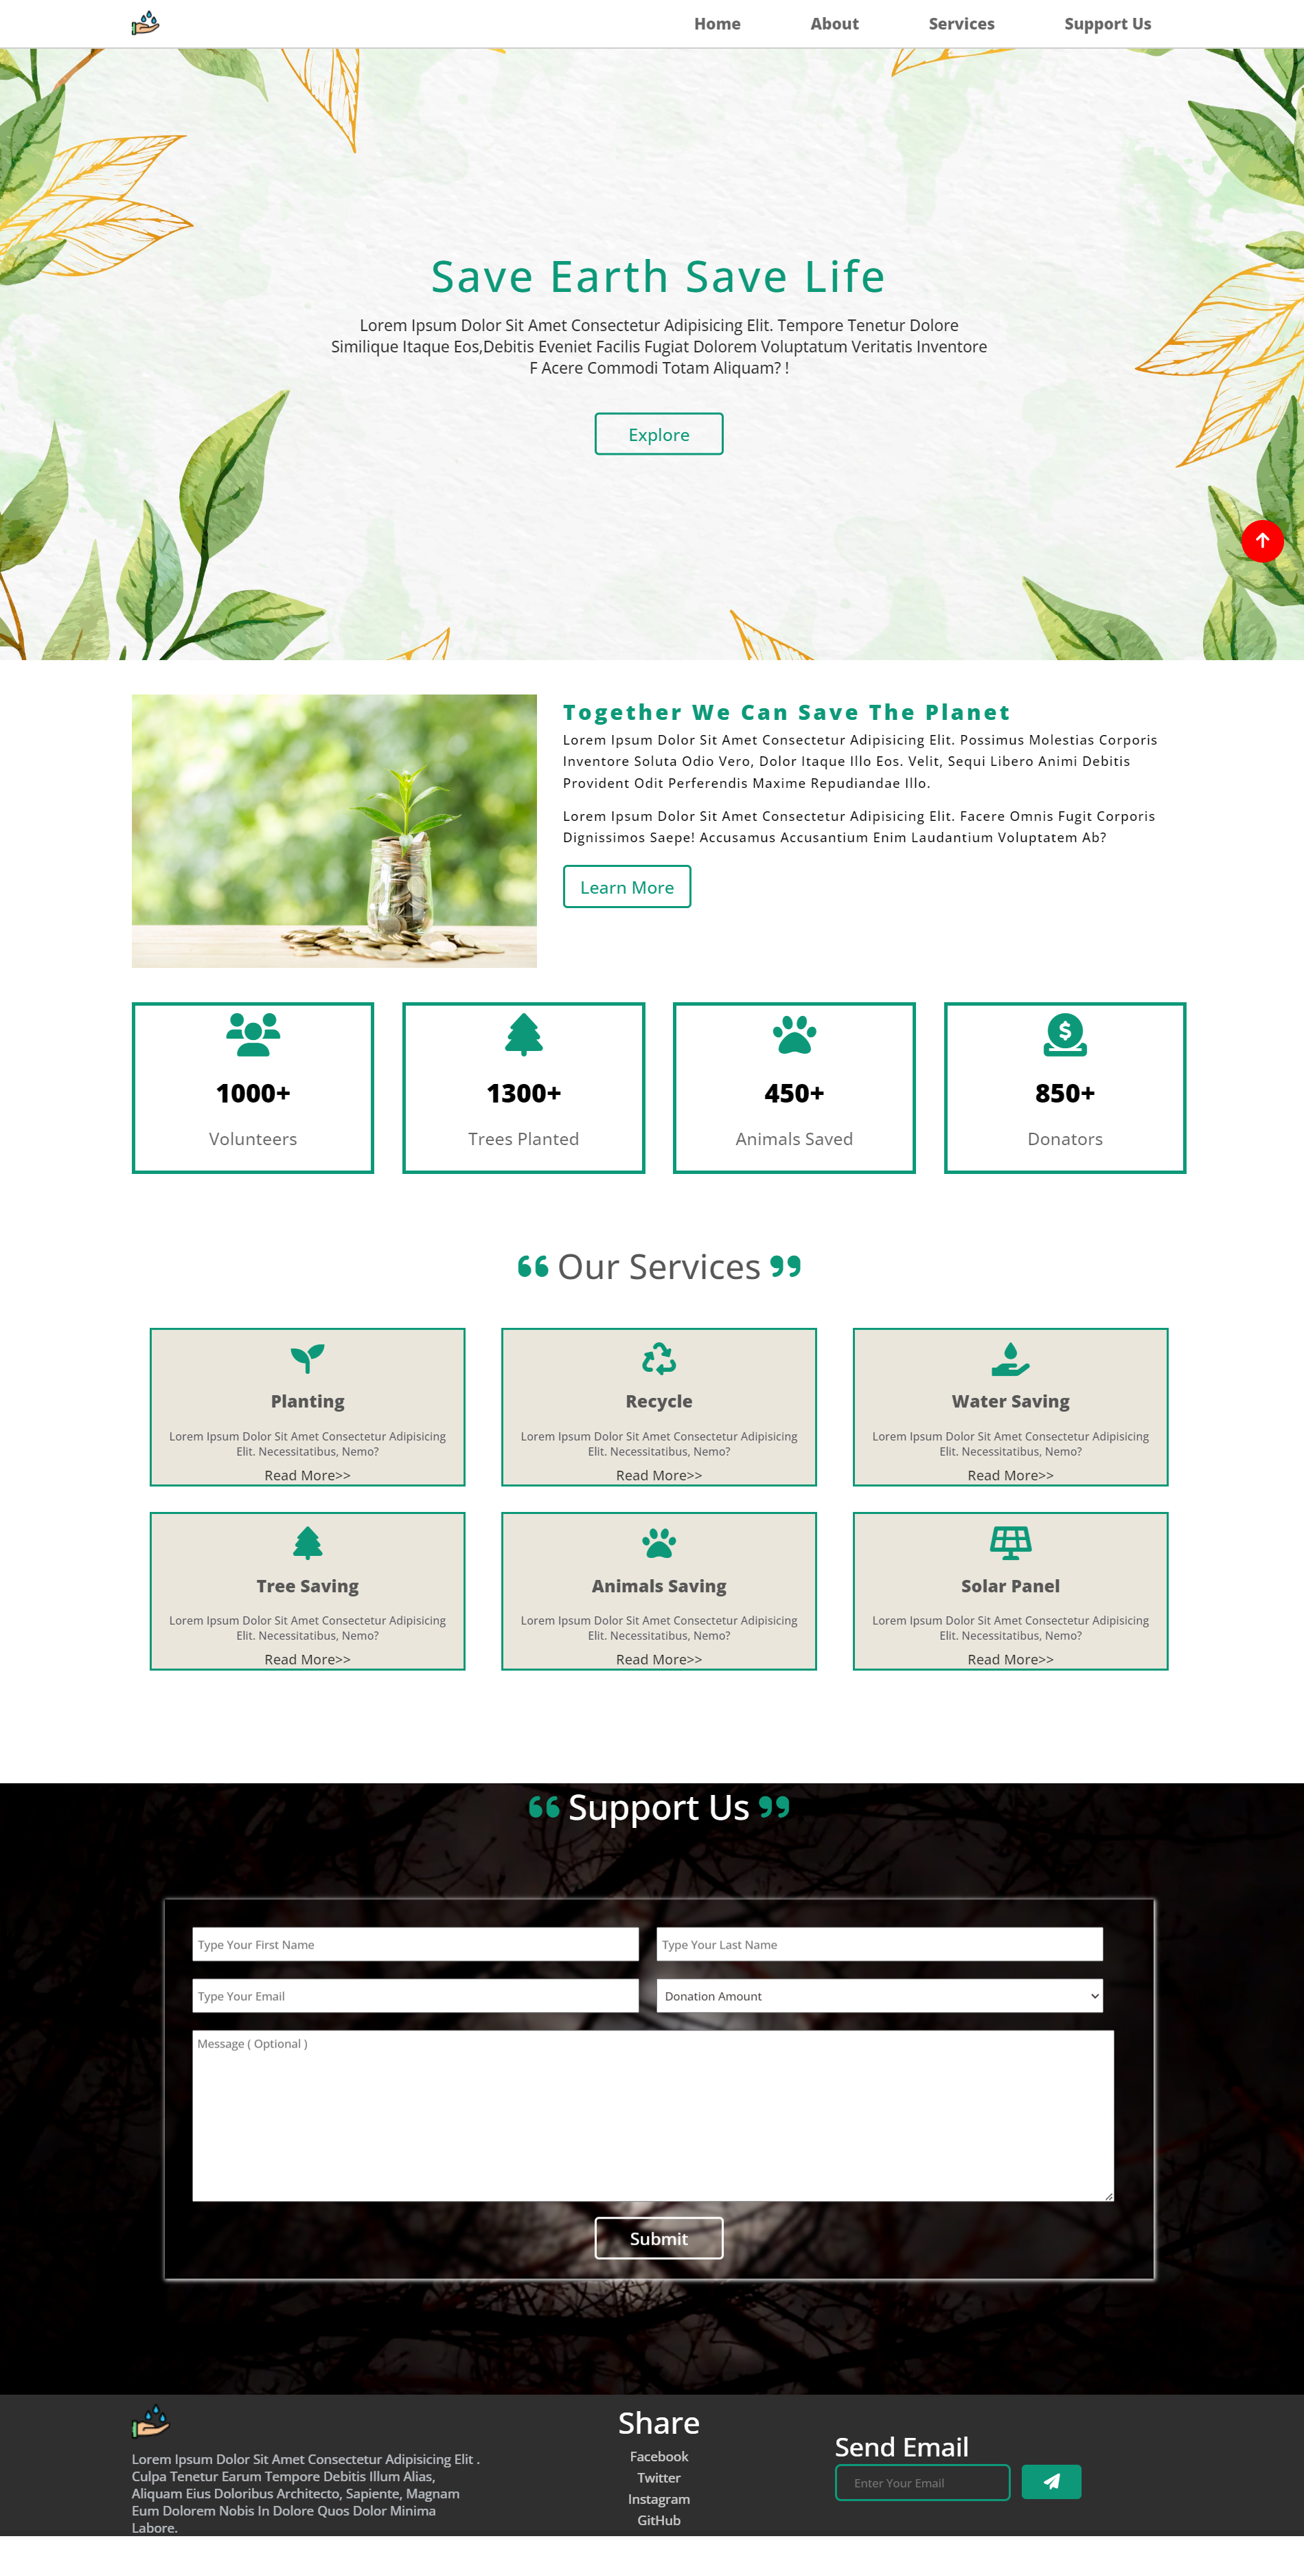 Home About Services Support Us
Save Earth Save Life
Lorem Ipsum Dolor Sit Amet Consectetur Adipisicing Elit. Tempore Tenetur Dolore
Similique Itaque Eos,Debitis Eveniet Facilis Fugiat Dolorem Voluptatum Veritatis Inventore
F Acere Commodi Totam Aliquam? !
Explore
Together We Can Save The Planet
Lorem Ipsum Dolor Sit Amet Consectetur Adipisicing Elit. Possimus Molestias Corporis
Inventore Soluta Odio Vero, Dolor Itaque Illo Eos. Velit, Sequi Libero Animi Debitis
Provident Odit Perferendis Maxime Repudiandae Illo.
Lorem Ipsum Dolor Sit Amet Consectetur Adipisicing Elit. Facere Omnis Fugit Corporis
Dignissimos Saepe! Accusamus Accusantium Enim Laudantium Voluptatem Ab?
Learn More
1000+
Volunteers
1300+
Trees Planted
450+
Animals Saved
850+
Donators
Our Services
Planting
Lorem Ipsum Dolor Sit Amet Consectetur Adipisicing
Elit. Necessitatibus, Nemo?
Read More>>
Recycle
Lorem Ipsum Dolor Sit Amet Consectetur Adipisicing
Elit. Necessitatibus, Nemo?
Read More>>
Water Saving
Lorem Ipsum Dolor Sit Amet Consectetur Adipisicing
Elit. Necessitatibus, Nemo?
Read More>>
Tree Saving
Lorem Ipsum Dolor Sit Amet Consectetur Adipisicing
Elit. Necessitatibus, Nemo?
Read More>>
Animals Saving
Lorem Ipsum Dolor Sit Amet Consectetur Adipisicing
Elit. Necessitatibus, Nemo?
Read More>>
Solar Panel
Lorem Ipsum Dolor Sit Amet Consectetur Adipisicing
Elit. Necessitatibus, Nemo?
Read More>>
Support Us
Type Your First Name
Type Your Last Name
Type Your Email
Donation Amount
Message ( Optional )
Submit
Lorem Ipsum Dolor Sit Amet Consectetur Adipisicing Elit .
Culpa Tenetur Earum Tempore Debitis Illum Alias,
Aliquam Eius Doloribus Architecto, Sapiente, Magnam
Eum Dolorem Nobis In Dolore Quos Dolor Minima
Labore.
Share
Facebook
Twitter
Instagram
GitHub
Send Email
Enter Your Email